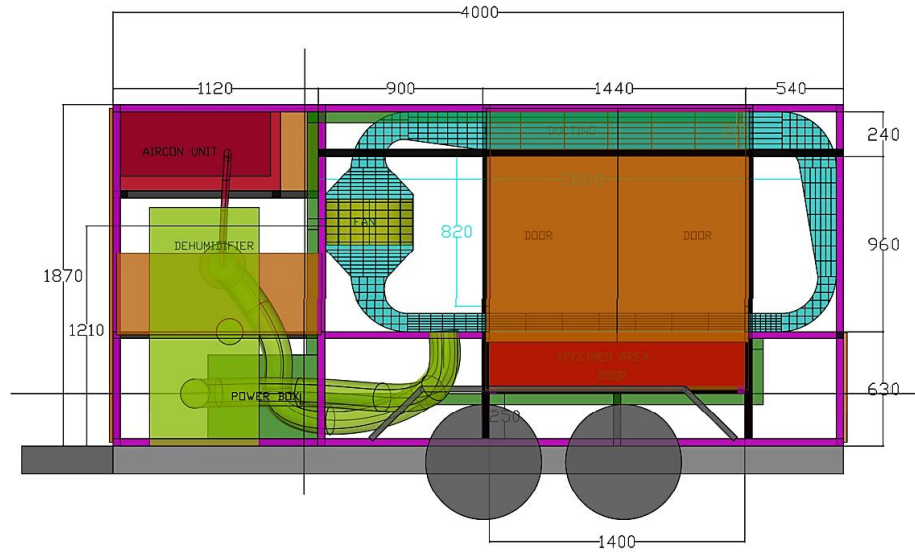 4000
1120 900 1440 540
DUCTING
240
AIRCON UNIT
2880
FAN
DOOR DOOR
820
DEHUMIDIFIER
960
1870
1210
SPECIMEN AREA
DOOR
POWER BOX
630
250
1400